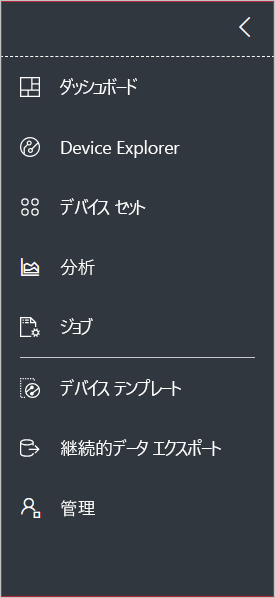 ダッシュボード
Device Explorer
デバイス セット
分析
ジョブ
デバイス テンプレート
継続的データ エクスポート
管理